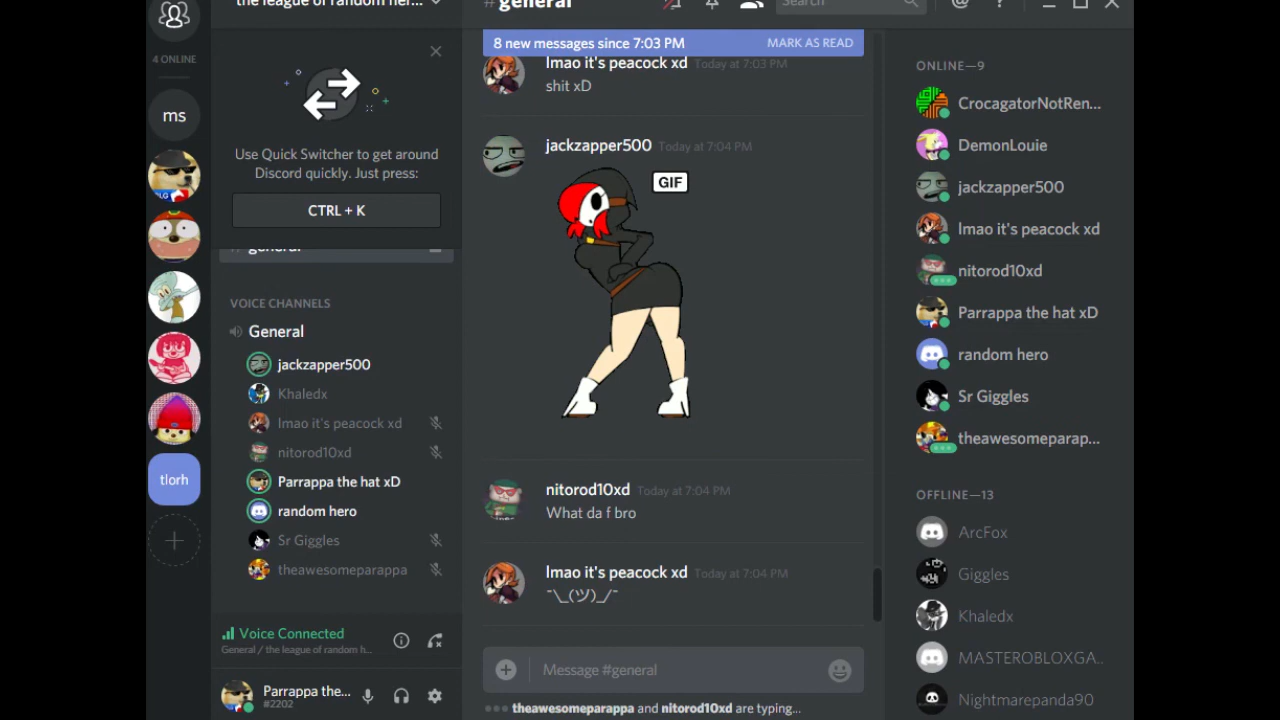 4 ONLINE
ms
tlorh
the league of random her...
Use Quick Switcher to get around
Discord quickly. Just press:
CTRL + K
general
VOICE CHANNELS
General
jackzapper500
Khaledx
lmao it's peacock xd
nitorod10xd
Parrappa the hat xD
random hero
Sr Giggles
theawesomeparappa
Voice Connected
General / the league of random h...
Parrappa the...
#2202
# general
Search
@ ?
8 new messages since 7:03 PM MARK AS READ
lmao it's peacock xd Today at 7:03 PM
shit xD
jackzapper500 Today at 7:04 PM
GIF
nitorod10xd Today at 7:04 PM
What da f bro
lmao it's peacock xd Today at 7:04 PM
¯\_(ツ)_/¯
Message #general
theawesomeparappa and nitorod10xd are typing...
ONLINE—9
CrocagatorNotRen...
DemonLouie
jackzapper500
lmao it's peacock xd
nitorod10xd
Parrappa the hat xD
random hero
Sr Giggles
theawesomeparap...
OFFLINE—13
ArcFox
Giggles
Khaledx
MASTEROBLOXGA...
Nightmarepanda90